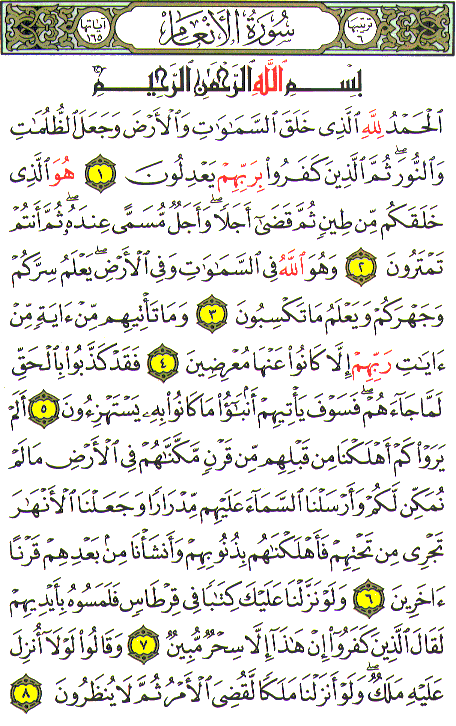 ترتيبها ٦ سُورَةُ الأَنْعَامِ آياتها ١٦٥
بِسْمِ ٱللَّهِ ٱلرَّحْمَٰنِ ٱلرَّحِيمِ
ٱلْحَمْدُ لِلَّهِ ٱلَّذِى خَلَقَ ٱلسَّمَٰوَٰتِ وَٱلْأَرْضَ وَجَعَلَ ٱلظُّلُمَٰتِ
وَٱلنُّورَۖ ثُمَّ ٱلَّذِينَ كَفَرُوا۟ بِرَبِّهِمْ يَعْدِلُونَ ١ هُوَ ٱلَّذِى
خَلَقَكُم مِّن طِينٍ ثُمَّ قَضَىٰٓ أَجَلًاۖ وَأَجَلٌ مُّسَمًّى عِندَهُۥۖ ثُمَّ أَنتُمْ
تَمْتَرُونَ ٢ وَهُوَ ٱللَّهُ فِى ٱلسَّمَٰوَٰتِ وَفِى ٱلْأَرْضِۖ يَعْلَمُ سِرَّكُمْ
وَجَهْرَكُمْ وَيَعْلَمُ مَا تَكْسِبُونَ ٣ وَمَا تَأْتِيهِم مِّنْ ءَايَةٍ مِّنْ
ءَايَٰتِ رَبِّهِمْ إِلَّا كَانُوا۟ عَنْهَا مُعْرِضِينَ ٤ فَقَدْ كَذَّبُوا۟ بِٱلْحَقِّ
لَمَّا جَآءَهُمْۖ فَسَوْفَ يَأْتِيهِمْ أَنۢبَٰٓؤُا۟ مَا كَانُوا۟ بِهِۦ يَسْتَهْزِءُونَ ٥ أَلَمْ
يَرَوْا۟ كَمْ أَهْلَكْنَا مِن قَبْلِهِم مِّن قَرْنٍ مَّكَّنَّٰهُمْ فِى ٱلْأَرْضِ مَا لَمْ
نُمَكِّن لَّكُمْ وَأَرْسَلْنَا ٱلسَّمَآءَ عَلَيْهِم مِّدْرَارًا وَجَعَلْنَا ٱلْأَنْهَٰرَ
تَجْرِى مِن تَحْتِهِمْ فَأَهْلَكْنَٰهُم بِذُنُوبِهِمْ وَأَنشَأْنَا مِنۢ بَعْدِهِمْ قَرْنًا
ءَاخَرِينَ ٦ وَلَوْ نَزَّلْنَا عَلَيْكَ كِتَٰبًا فِى قِرْطَاسٍ فَلَمَسُوهُ بِأَيْدِيهِمْ
لَقَالَ ٱلَّذِينَ كَفَرُوٓا۟ إِنْ هَٰذَآ إِلَّا سِحْرٌ مُّبِينٌ ٧ وَقَالُوا۟ لَوْلَآ أُنزِلَ
عَلَيْهِ مَلَكٌۖ وَلَوْ أَنزَلْنَا مَلَكًا لَّقُضِىَ ٱلْأَمْرُ ثُمَّ لَا يُنظَرُونَ ٨